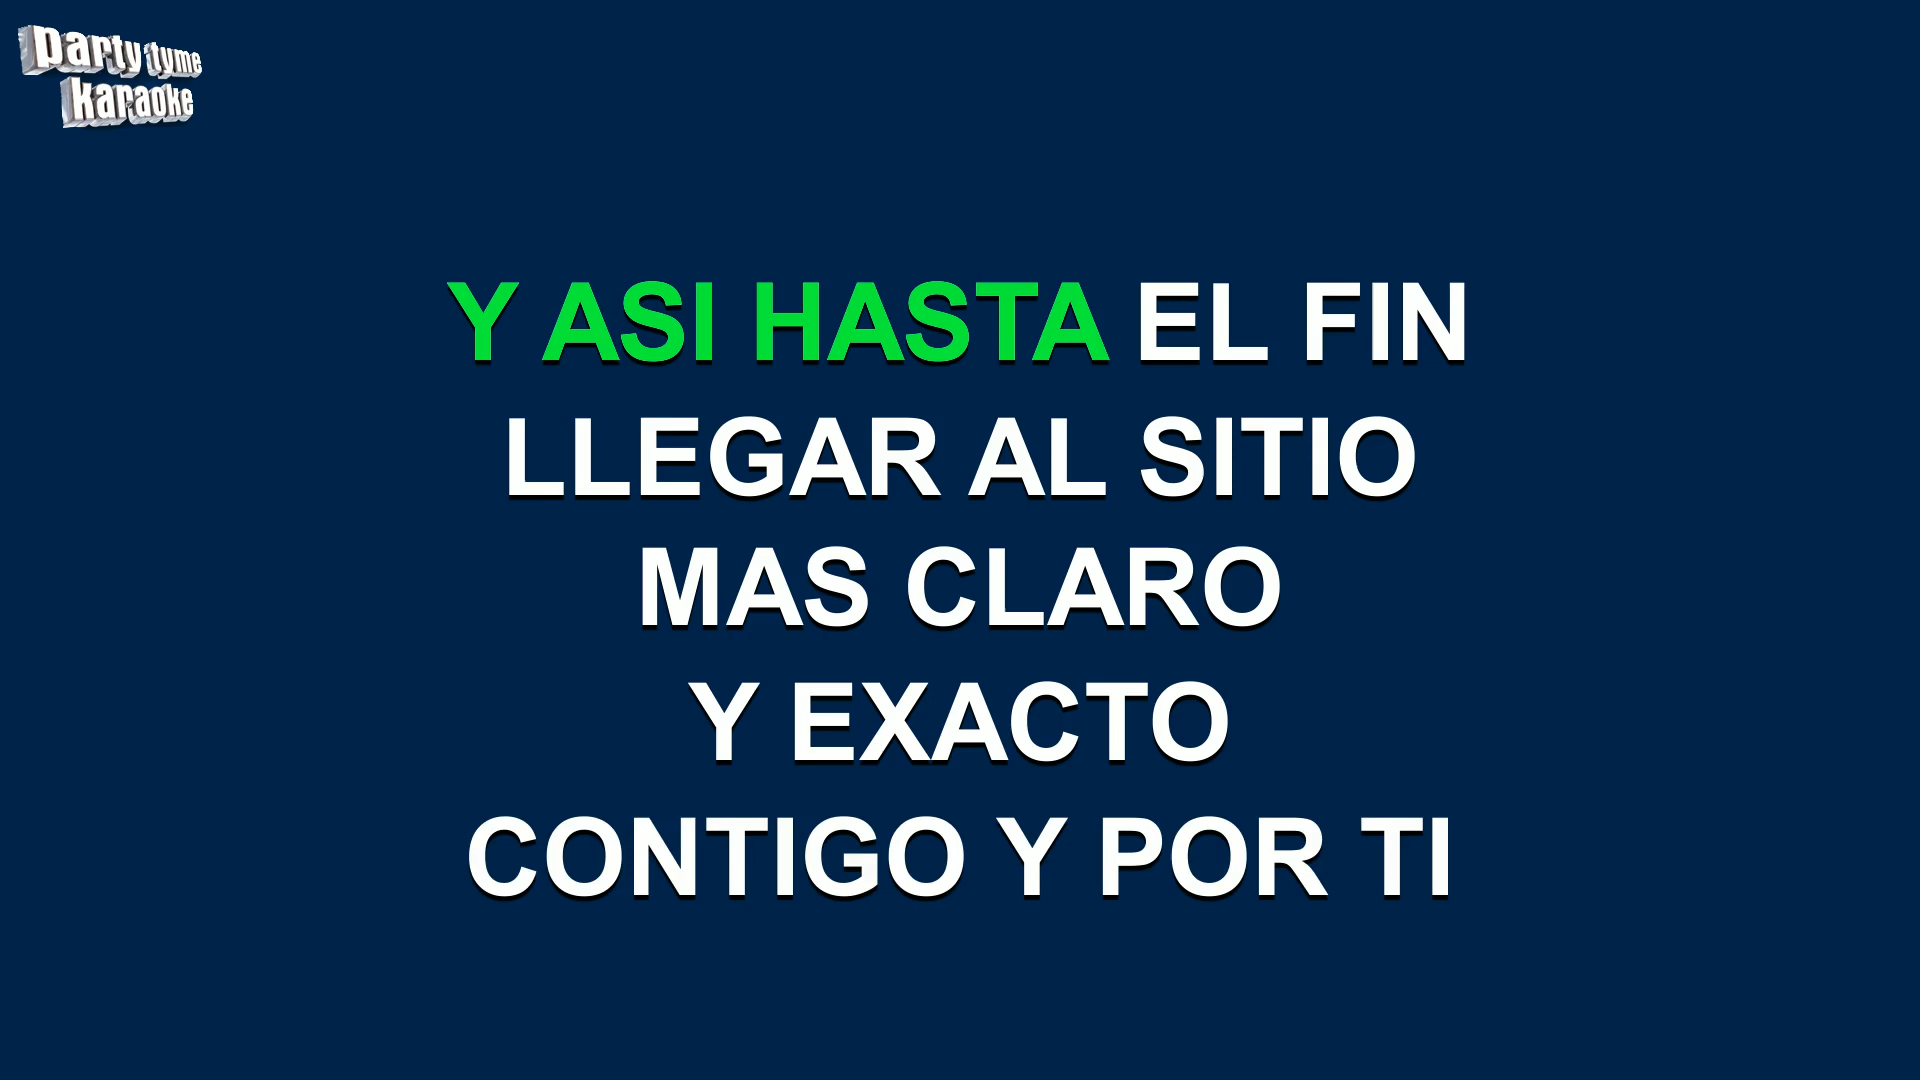 party tyme
karaoke
Y ASI HASTA EL FIN
LLEGAR AL SITIO
MAS CLARO
Y EXACTO
CONTIGO Y POR TI